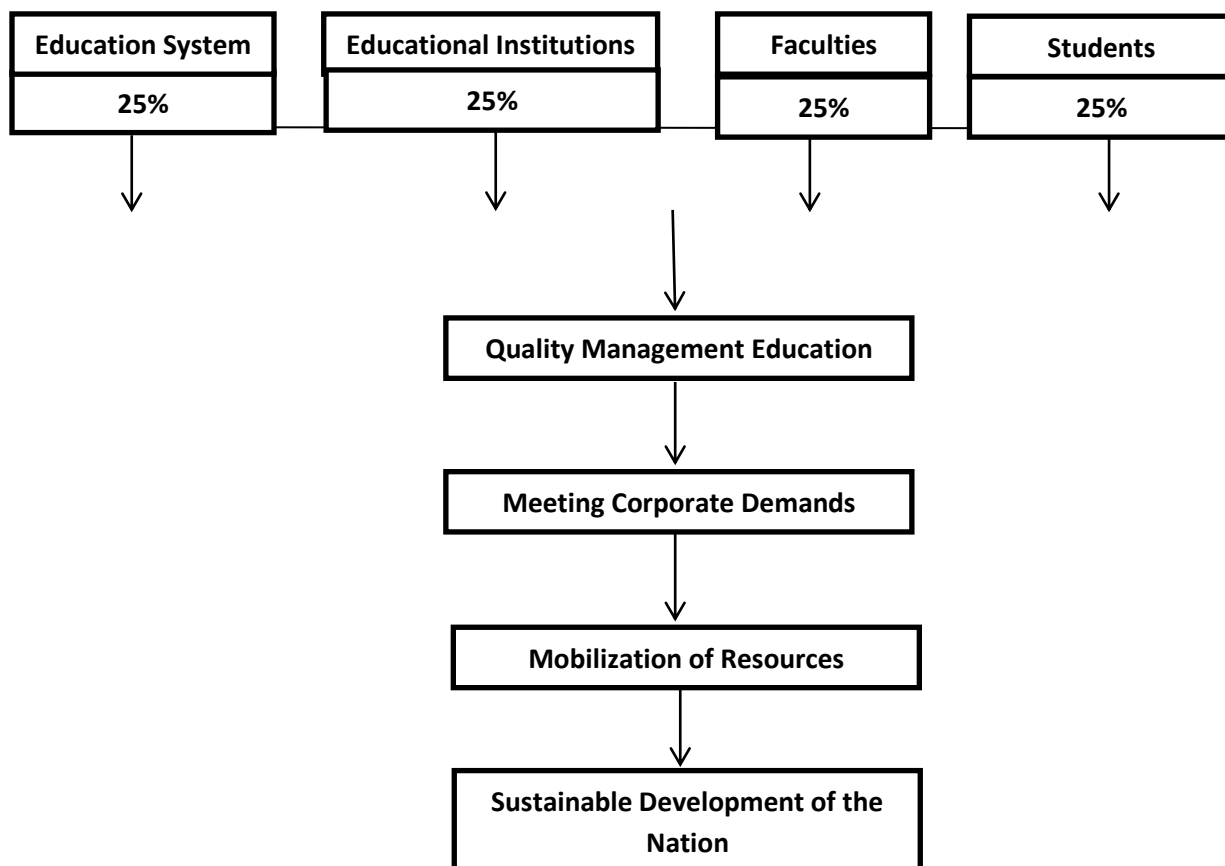 Education System
Educational Institutions
Faculties
Students
25%
25%
25%
25%
Quality Management Education
Meeting Corporate Demands
Mobilization of Resources
Sustainable Development of the
Nation